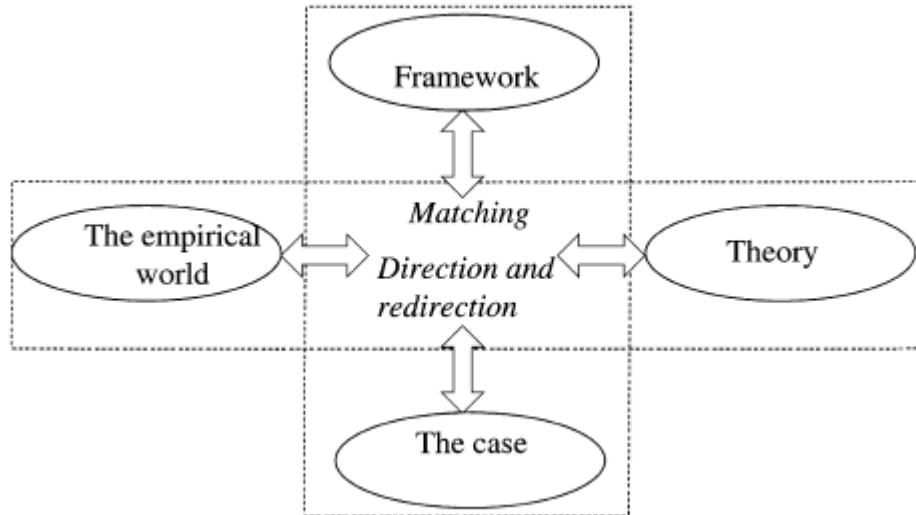 Framework
Matching
The empirical
world
Direction and
redirection
Theory
The case